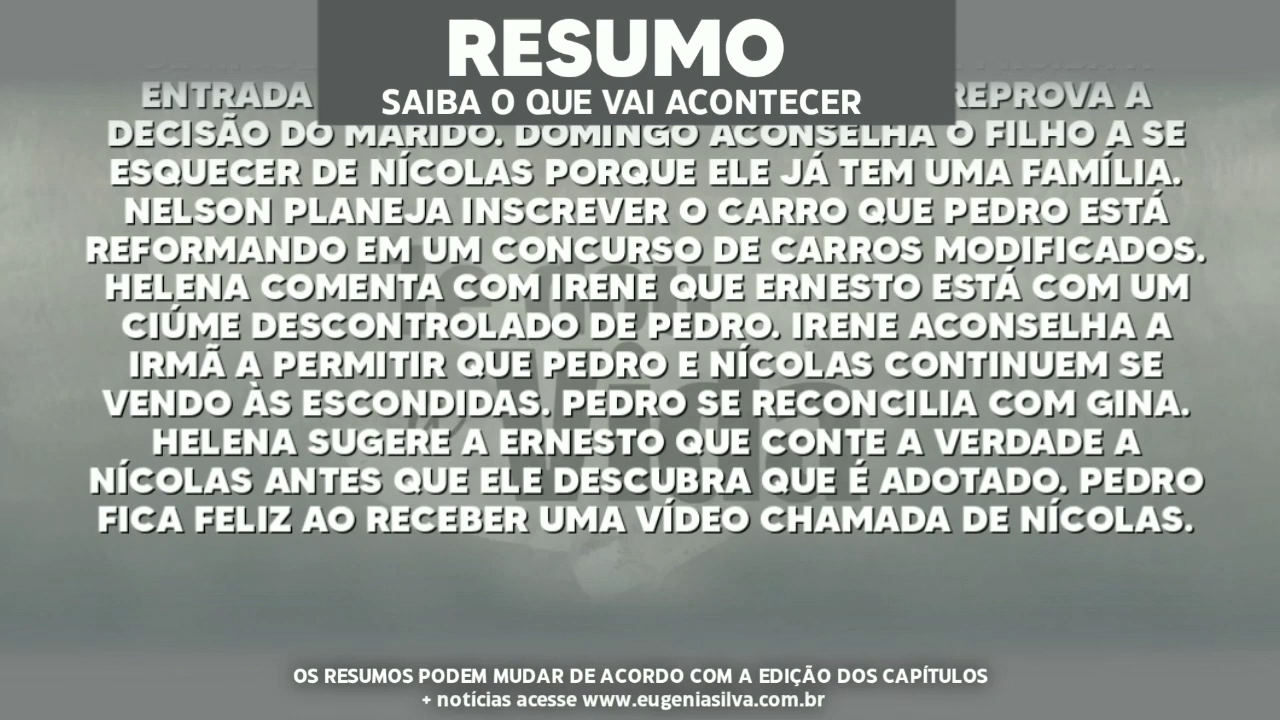 RESUMO
SAIBA O QUE VAI ACONTECER
ENTRADA REPROVA A
DECISÃO DO MARIDO. DOMINGO ACONSELHA O FILHO A SE
ESQUECER DE NÍCOLAS PORQUE ELE JÁ TEM UMA FAMÍLIA.
NELSON PLANEJA INSCREVER O CARRO QUE PEDRO ESTÁ
REFORMANDO EM UM CONCURSO DE CARROS MODIFICADOS.
HELENA COMENTA COM IRENE QUE ERNESTO ESTÁ COM UM
CIÚME DESCONTROLADO DE PEDRO. IRENE ACONSELHA A
IRMÃ A PERMITIR QUE PEDRO E NÍCOLAS CONTINUEM SE
VENDO ÀS ESCONDIDAS. PEDRO SE RECONCILIA COM GINA.
HELENA SUGERE A ERNESTO QUE CONTE A VERDADE A
NÍCOLAS ANTES QUE ELE DESCUBRA QUE É ADOTADO. PEDRO
FICA FELIZ AO RECEBER UMA VÍDEO CHAMADA DE NÍCOLAS.
OS RESUMOS PODEM MUDAR DE ACORDO COM A EDIÇÃO DOS CAPÍTULOS
+ notícias acesse www.eugeniasilva.com.br